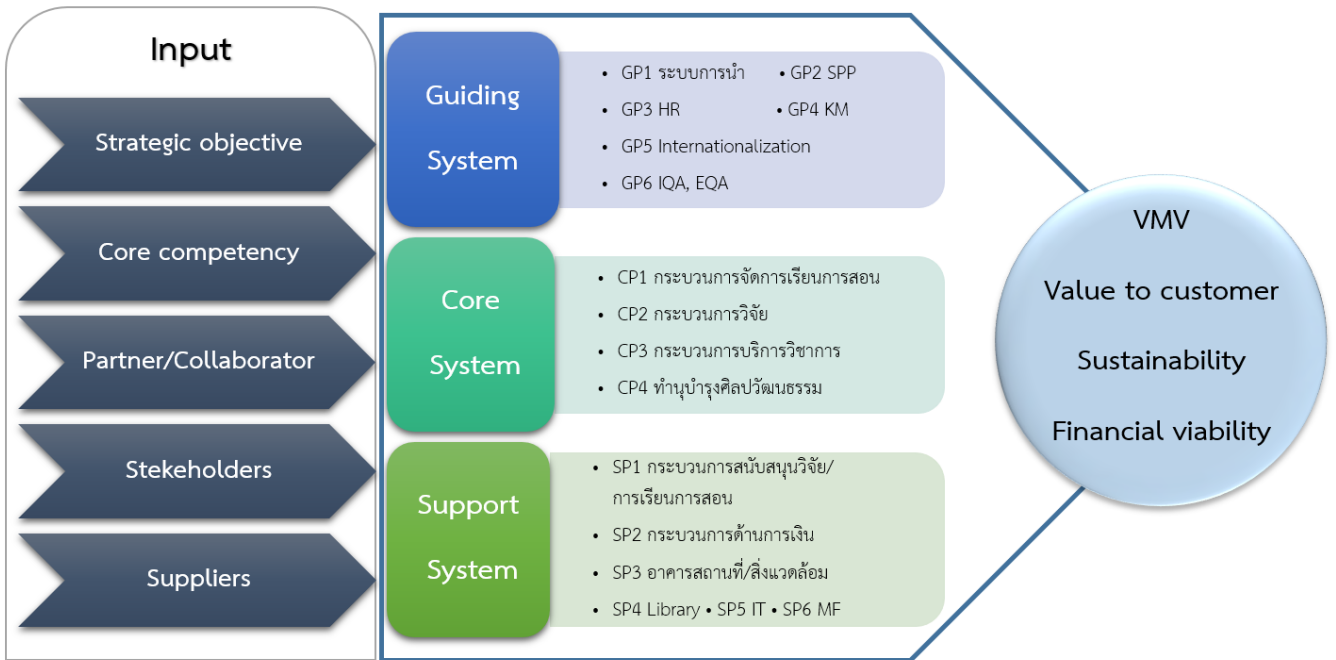 Input
Strategic objective
Core competency
Partner/Collaborator
Stekeholders
Suppliers
Guiding
System
• GP1 ระบบการนำ • GP2 SPP
• GP3 HR • GP4 KM
• GP5 Internationalization
• GP6 IQA, EQA
Core
System
• CP1 กระบวนการจัดการเรียนการสอน
• CP2 กระบวนการวิจัย
• CP3 กระบวนการบริการวิชาการ
• CP4 ทำนุบำรุงศิลปวัฒนธรรม
Support
System
• SP1 กระบวนการสนับสนุนวิจัย/
การเรียนการสอน
• SP2 กระบวนการด้านการเงิน
• SP3 อาคารสถานที่/สิ่งแวดล้อม
• SP4 Library • SP5 IT • SP6 MF
VMV
Value to customer
Sustainability
Financial viability